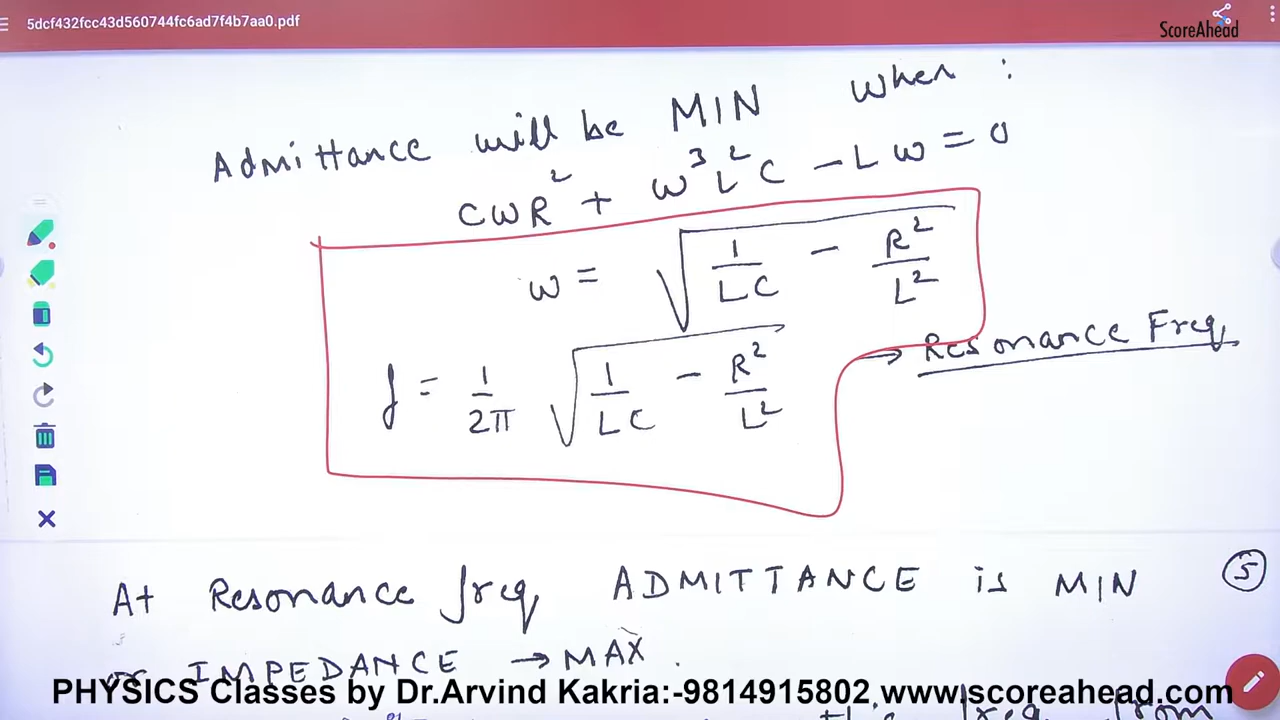 5dcf432fcc43d560744fc6ad7f4b7aa0.pdf
ScoreAhead
Admittance will be MIN when :
CωR² + ω³L²C – Lω = 0
ω = √(1/LC – R²/L²)
f = 1/2π √(1/LC – R²/L²) → Resonance Freq
At Resonance freq ADMITTANCE is MIN ⑤
or IMPEDANCE → MAX.
PHYSICS Classes by Dr.Arvind Kakria:-9814915802,www.scoreahead.com